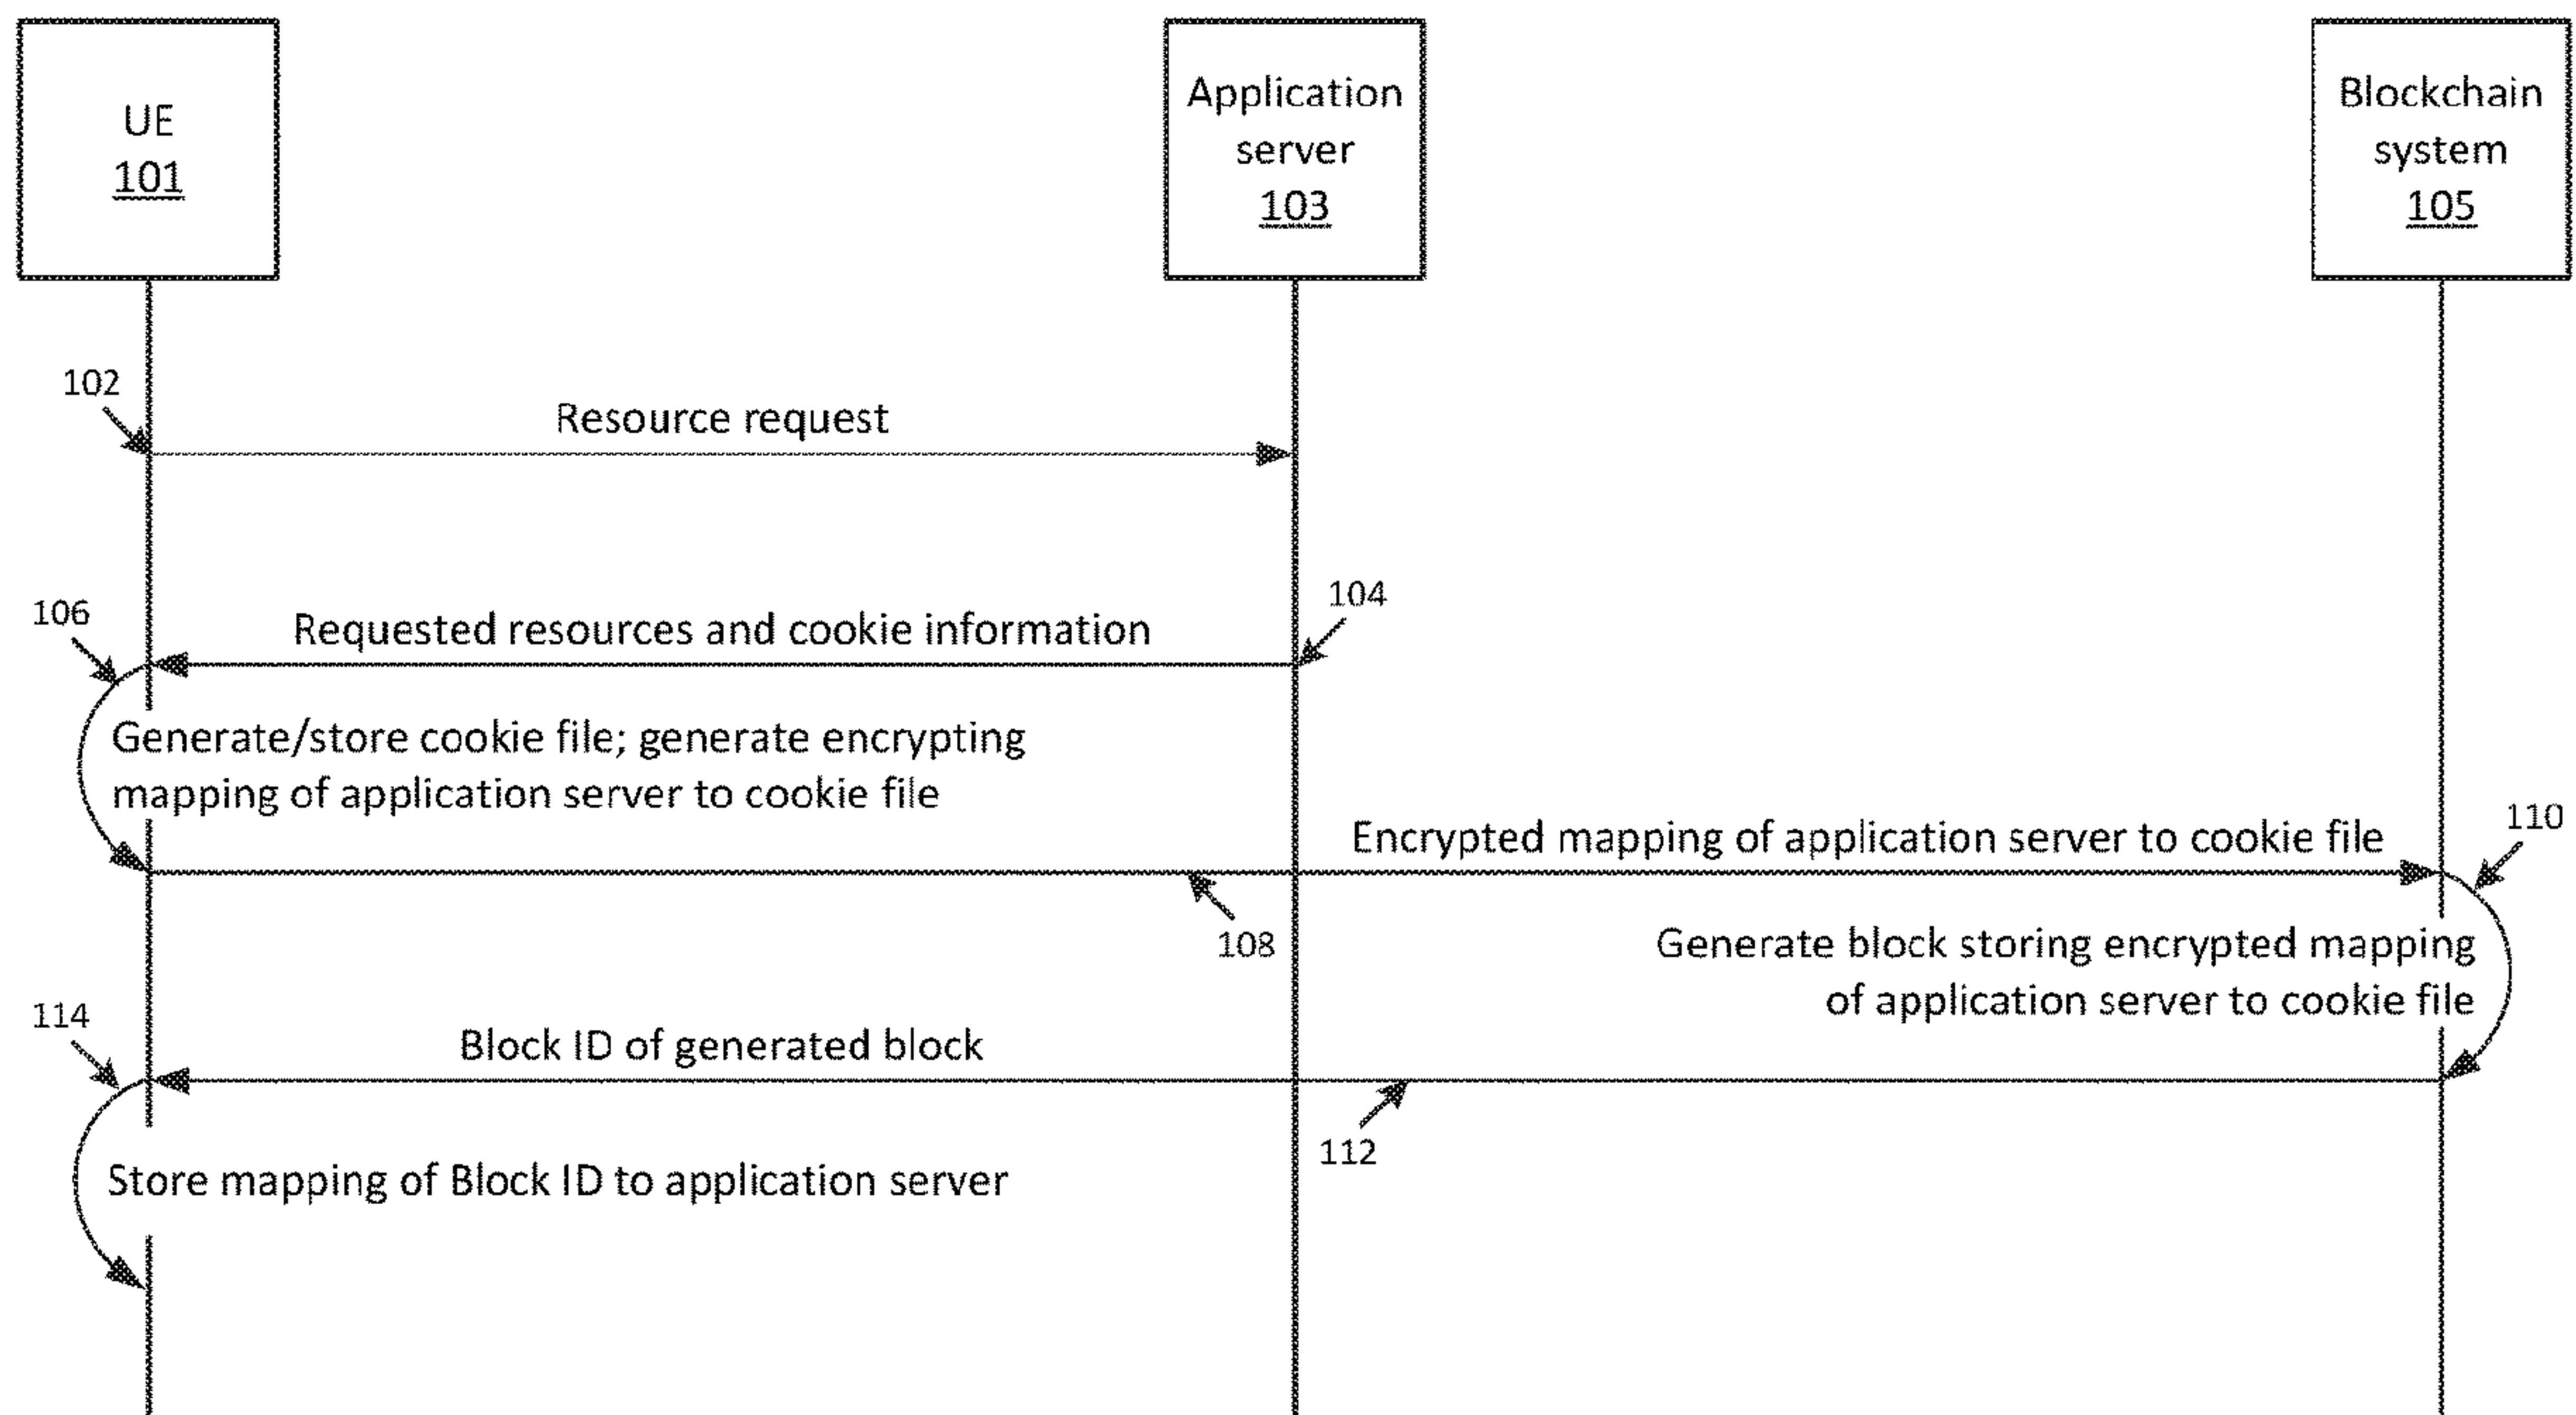 UE
101
Application
server
103
Blockchain
system
105
102
Resource request
104
106
Requested resources and cookie information
Generate/store cookie file; generate encrypting
mapping of application server to cookie file
110
Encrypted mapping of application server to cookie file
108
Generate block storing encrypted mapping
of application server to cookie file
114
Block ID of generated block
112
Store mapping of Block ID to application server